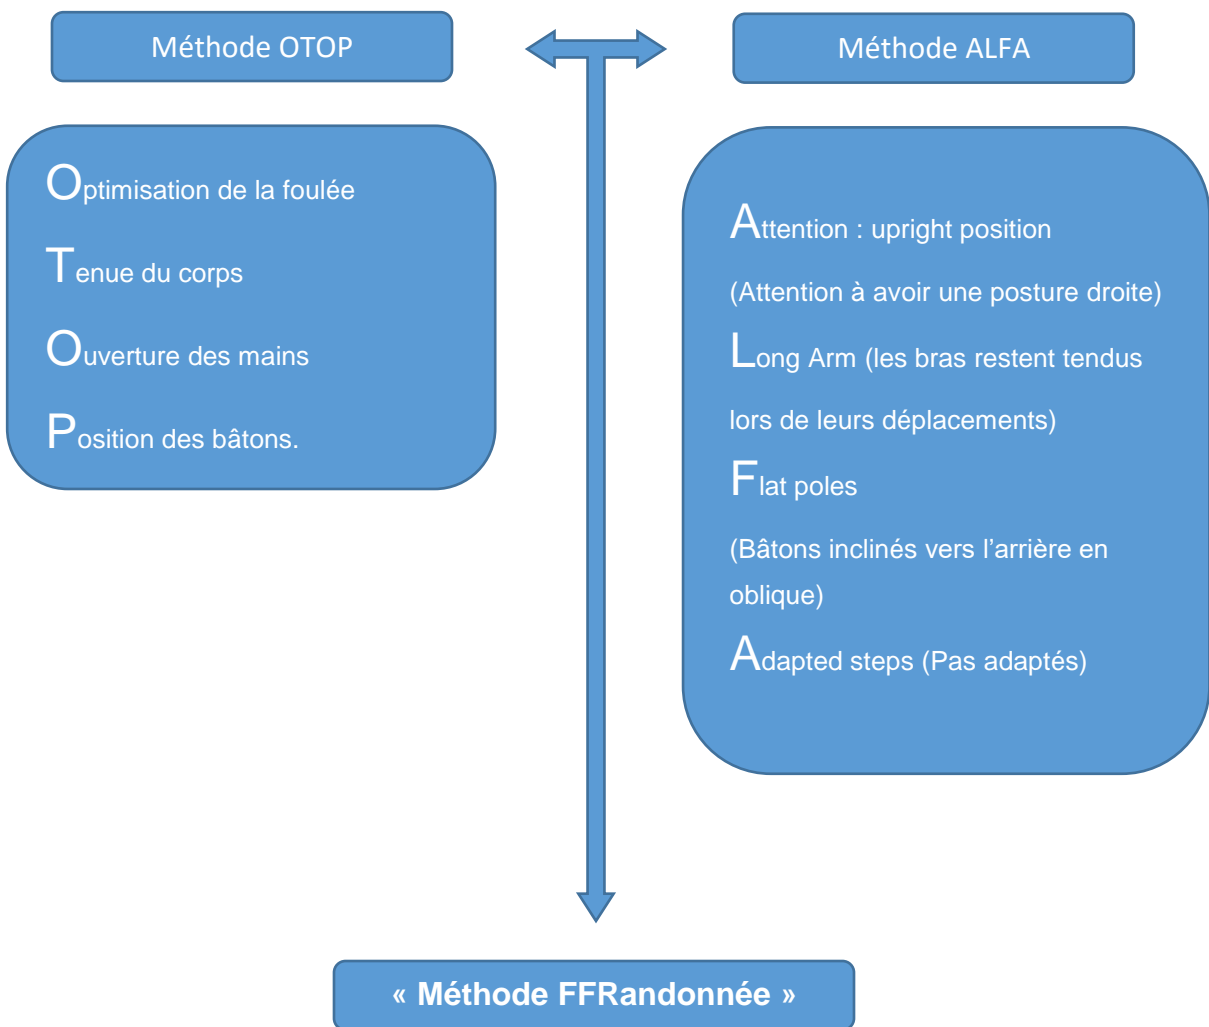 Méthode OTOP
Optimisation de la foulée
Tenue du corps
Ouverture des mains
Position des bâtons.
Méthode ALFA
Attention : upright position
(Attention à avoir une posture droite)
Long Arm (les bras restent tendus
lors de leurs déplacements)
Flat poles
(Bâtons inclinés vers l’arrière en
oblique)
Adapted steps (Pas adaptés)
« Méthode FFRandonnée »